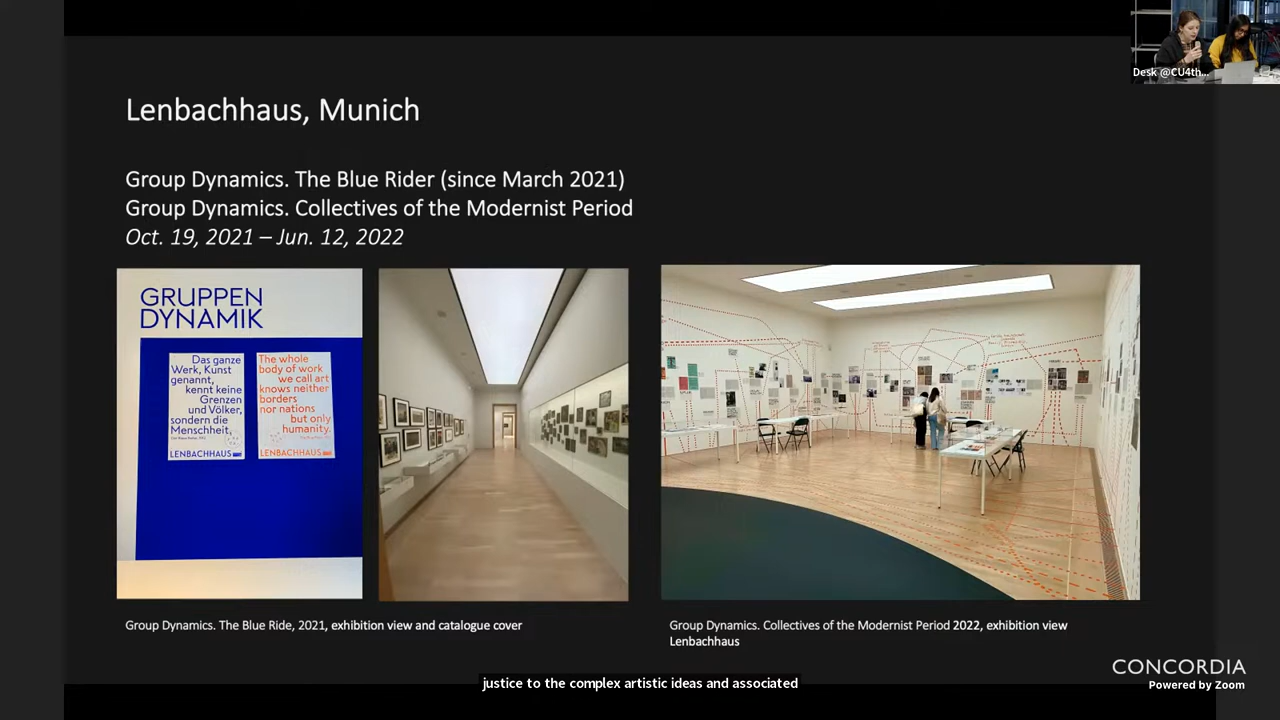 Desk @CU4th...
Lenbachhaus, Munich
Group Dynamics. The Blue Rider (since March 2021)
Group Dynamics. Collectives of the Modernist Period
Oct. 19, 2021 – Jun. 12, 2022
GRUPPEN
DYNAMIK
Das ganze
Werk, Kunst
genannt,
kennt keine
Grenzen
und Völker,
sondern die
Menschheit.
LENBACHHAUS
The whole
body of work
we call art
knows neither
borders
nor nations
but only
humanity.
LENBACHHAUS
Group Dynamics. The Blue Ride, 2021, exhibition view and catalogue cover
Group Dynamics. Collectives of the Modernist Period 2022, exhibition view
Lenbachhaus
CONCORDIA
Powered by Zoom
justice to the complex artistic ideas and associated